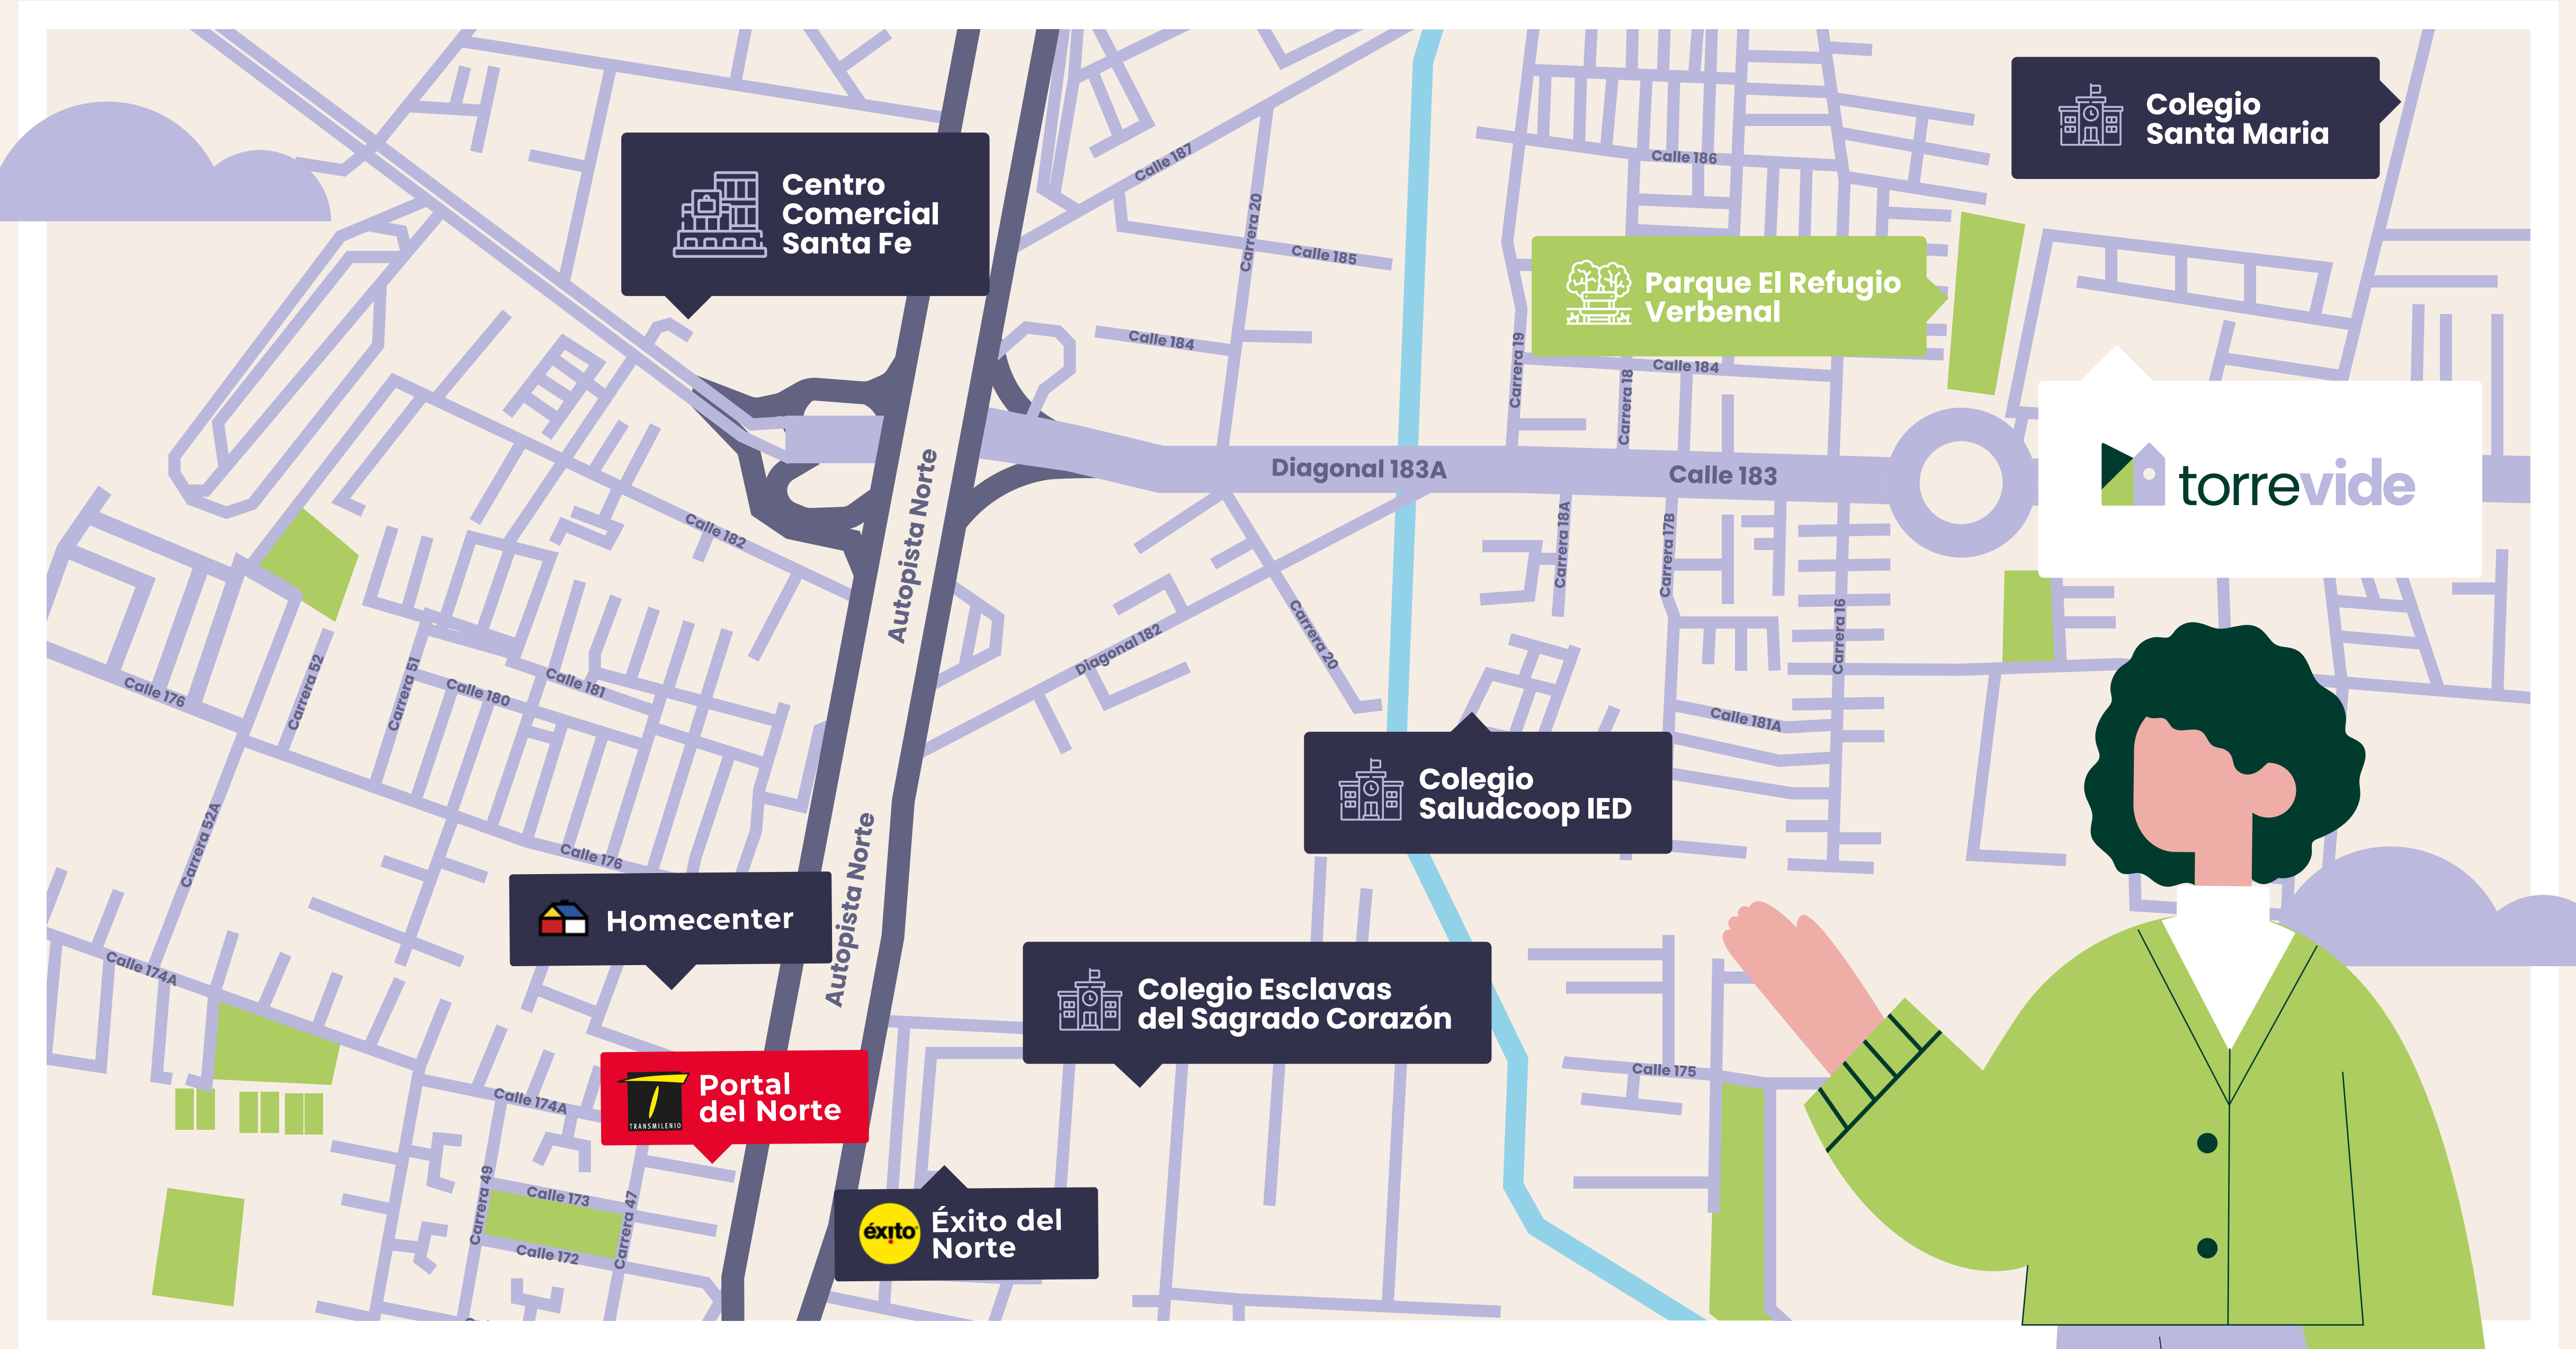 Colegio
Santa Maria
Centro
Comercial
Santa Fe
Calle 187
Calle 186
Carrera 20
Calle 185
Parque El Refugio
Verbenal
Calle 184
Carrera 19
Calle 184
Carrera 18
torrevide
Diagonal 183A
Calle 183
Autopista Norte
Calle 182
Carrera 18A
Carrera 17B
Carrera 20
Carrera 16
Diagonal 182
Calle 176
Carrera 52
Carrera 51
Calle 180
Calle 181
Calle 181A
Colegio
Saludcoop IED
Carrera 52A
Calle 176
Autopista Norte
Homecenter
Calle 174A
Colegio Esclavas
del Sagrado Corazón
Calle 175
Portal
del Norte
TRANSMILENIO
Calle 174A
Carrera 49
Calle 173
Carrera 47
Calle 172
éxito
Éxito del
Norte